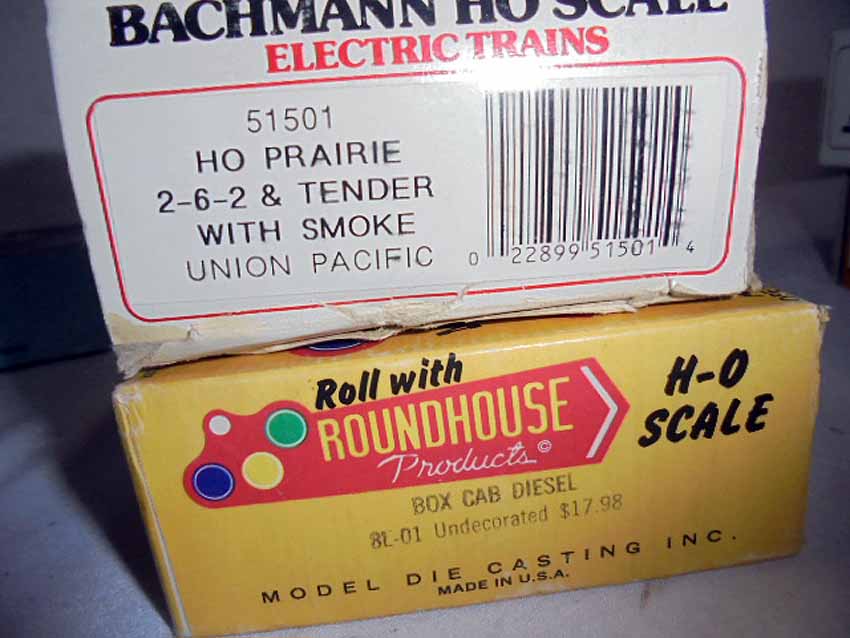 BACHMANN HO SCALE
ELECTRIC TRAINS
51501
HO PRAIRIE
2-6-2 & TENDER
WITH SMOKE
UNION PACIFIC
0 22899 51501 4
Roll with
ROUNDHOUSE
Products©
H-O
SCALE
BOX CAB DIESEL
8L-01 Undecorated $17.98
MODEL DIE CASTING INC.
MADE IN U.S.A.